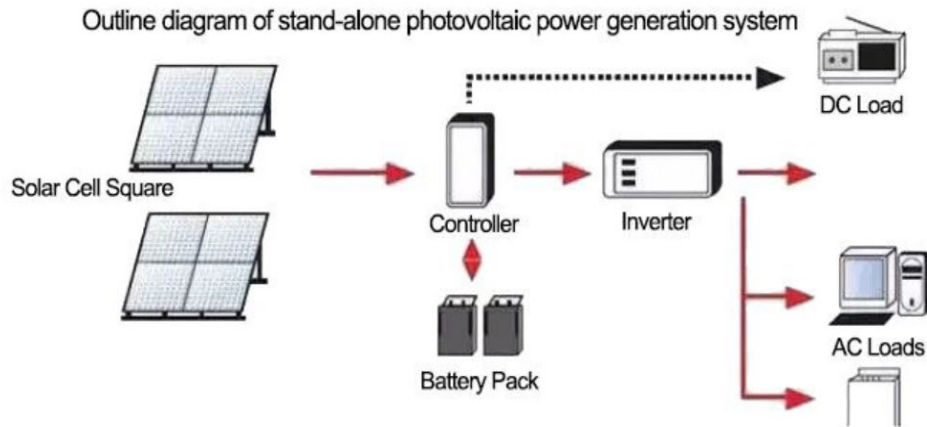 Outline diagram of stand-alone photovoltaic power generation system
DC Load
Solar Cell Square
Controller
Inverter
Battery Pack
AC Loads